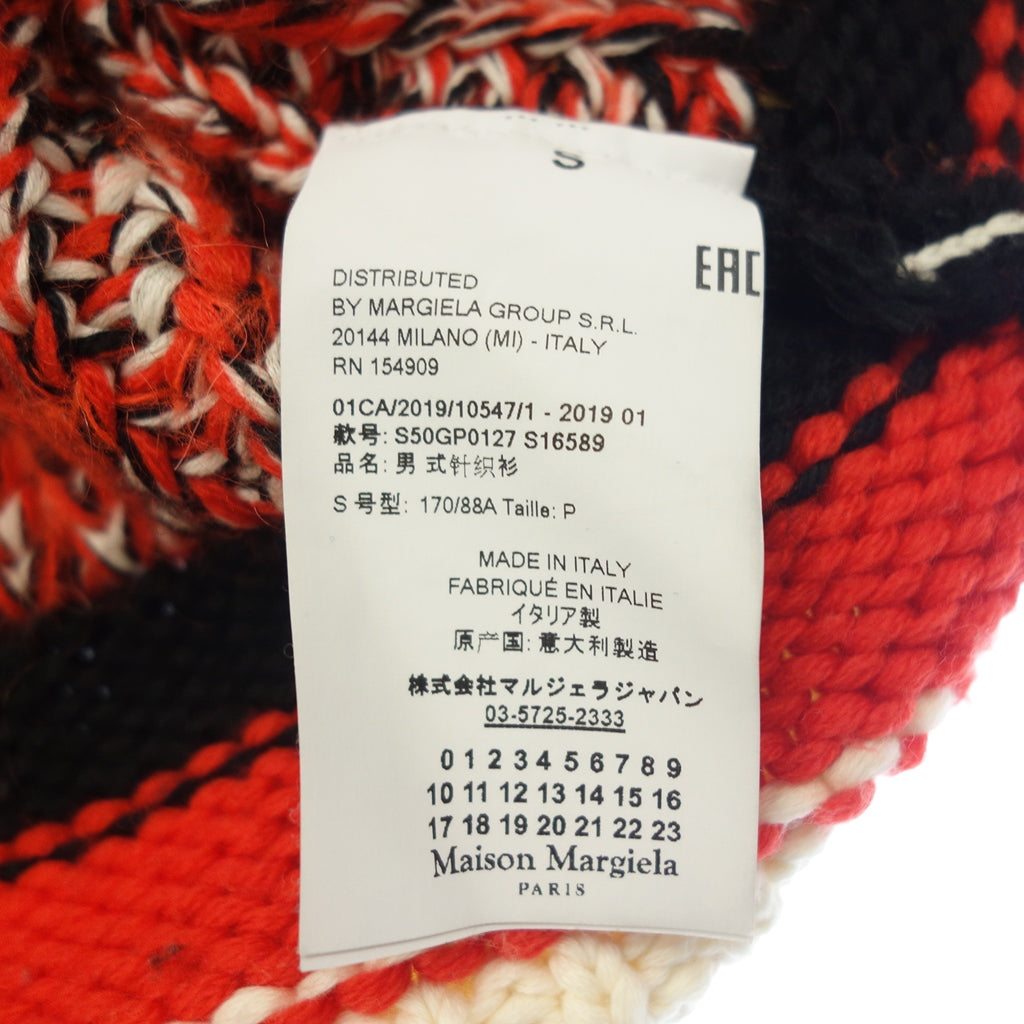 S
EAC
DISTRIBUTED
BY MARGIELA GROUP S.R.L.
20144 MILANO (MI) - ITALY
RN 154909
01CA/2019/10547/1 - 2019 01
款号: S50GP0127 S16589
品名: 男 式针织衫
S 号型: 170/88A Taille: P
MADE IN ITALY
FABRIQUÉ EN ITALIE
イタリア製
原产国: 意大利製造
株式会社マルジェラジャパン
03-5725-2333
0 1 2 3 4 5 6 7 8 9
10 11 12 13 14 15 16
17 18 19 20 21 22 23
Maison Margiela
PARIS